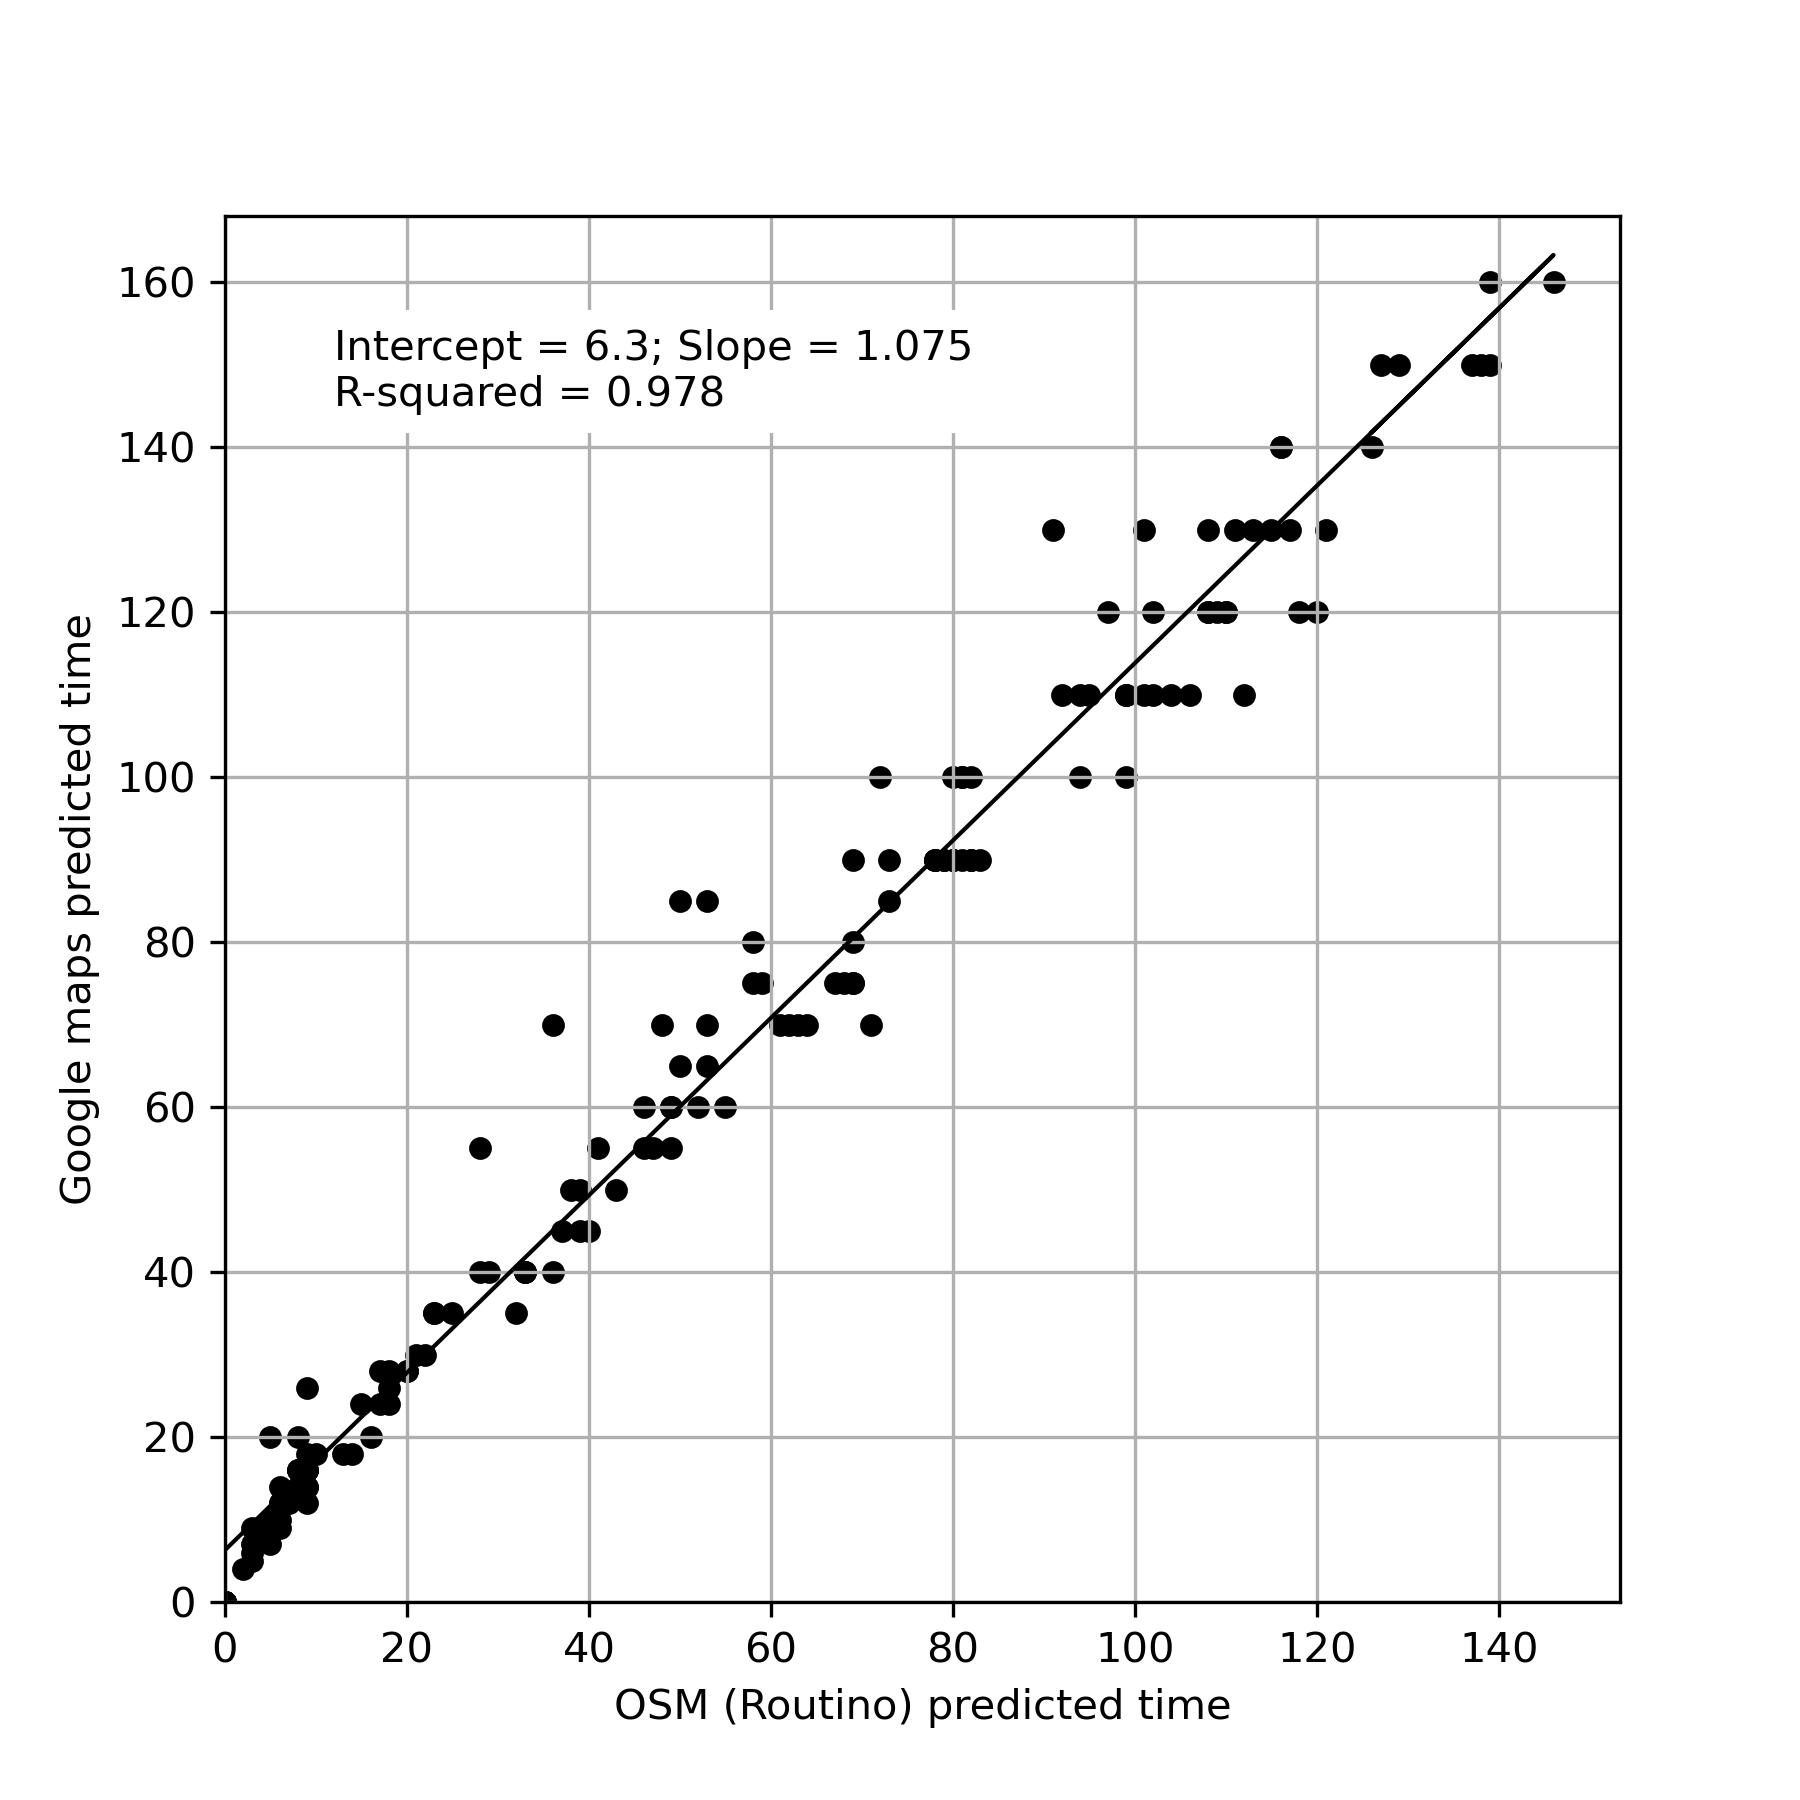 Intercept = 6.3; Slope = 1.075
R-squared = 0.978
Google maps predicted time
160
140
120
100
80
60
40
20
0
0 20 40 60 80 100 120 140
OSM (Routino) predicted time